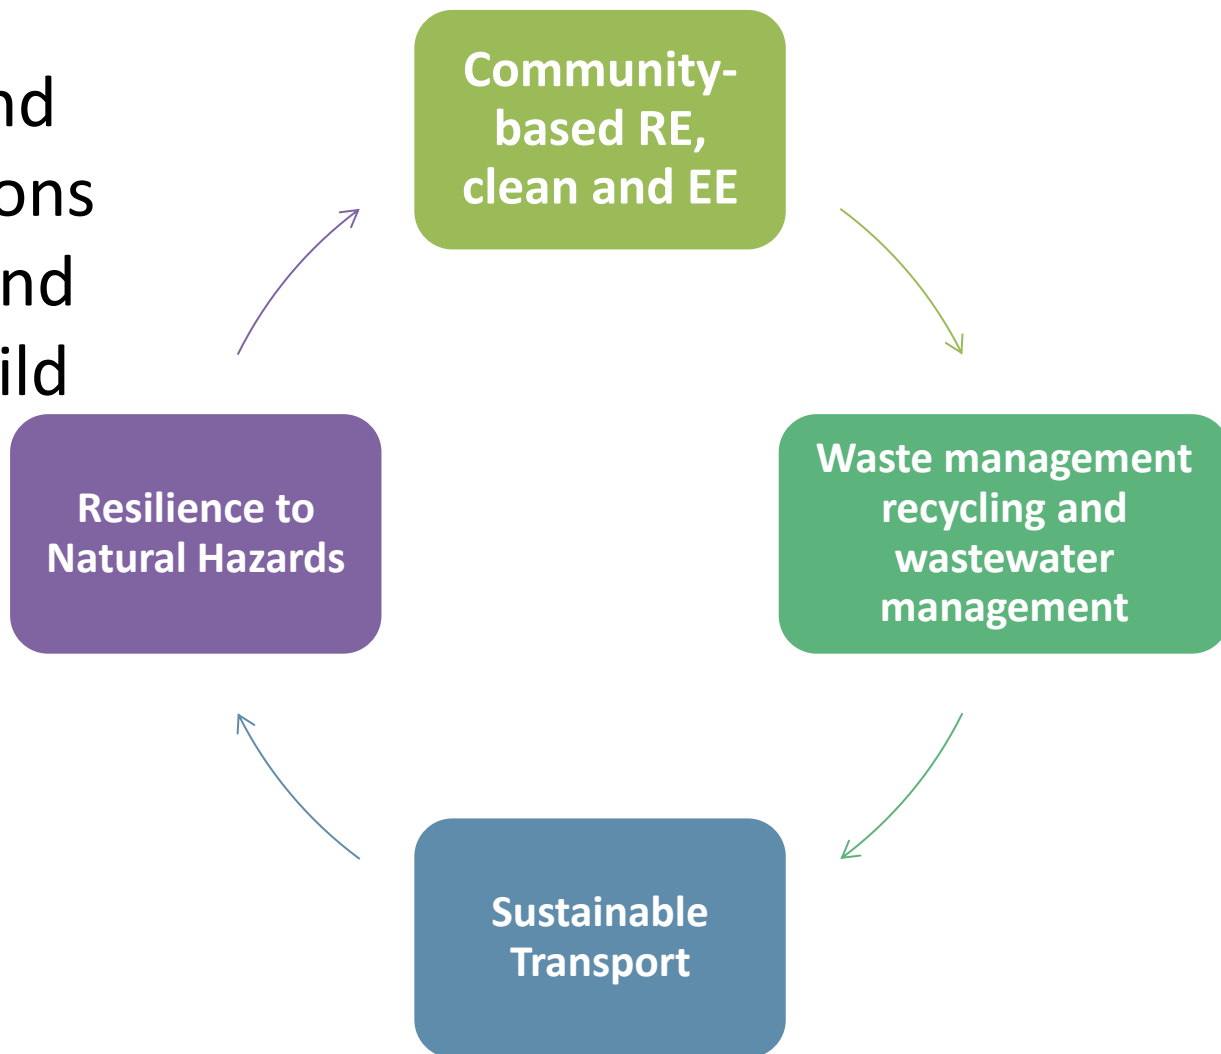 nd
ons
nd
ild
Community-
based RE,
clean and EE
Waste management
recycling and
wastewater
management
Sustainable
Transport
Resilience to
Natural Hazards